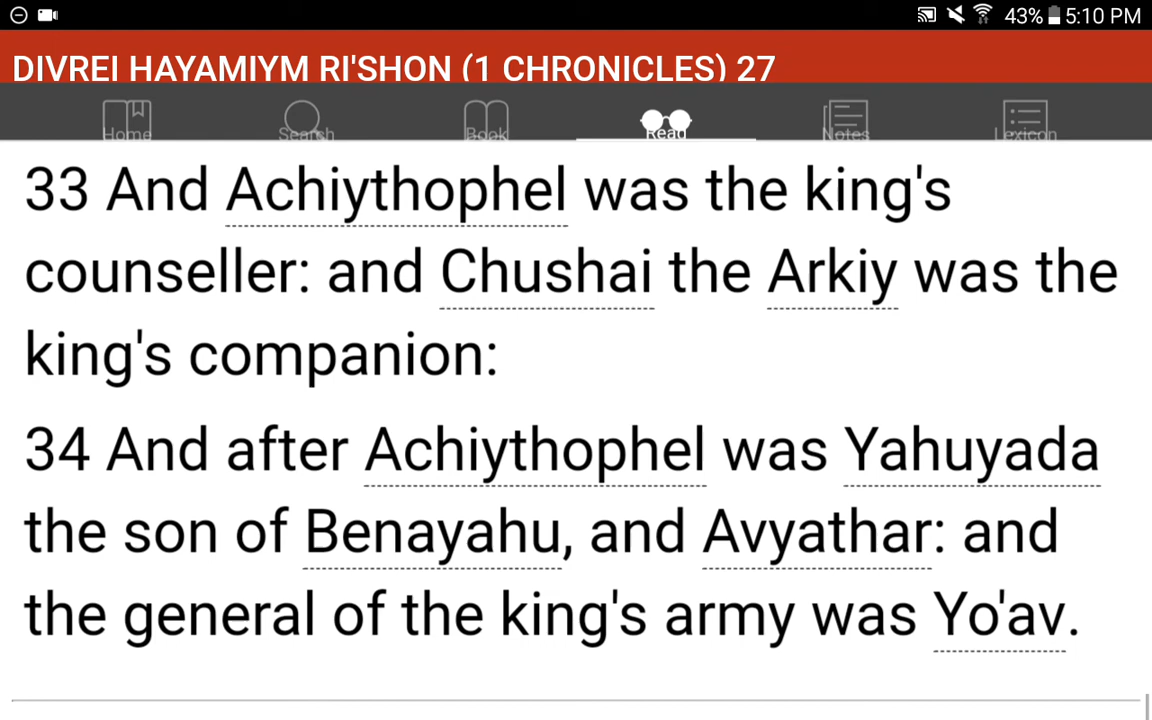 43% 5:10 PM
DIVREI HAYAMIYM RI'SHON (1 CHRONICLES) 27
Home Search Book Read Notes Lexicon
33 And Achiythophel was the king's
counseller: and Chushai the Arkiy was the
king's companion:
34 And after Achiythophel was Yahuyada
the son of Benayahu, and Avyathar: and
the general of the king's army was Yo'av.